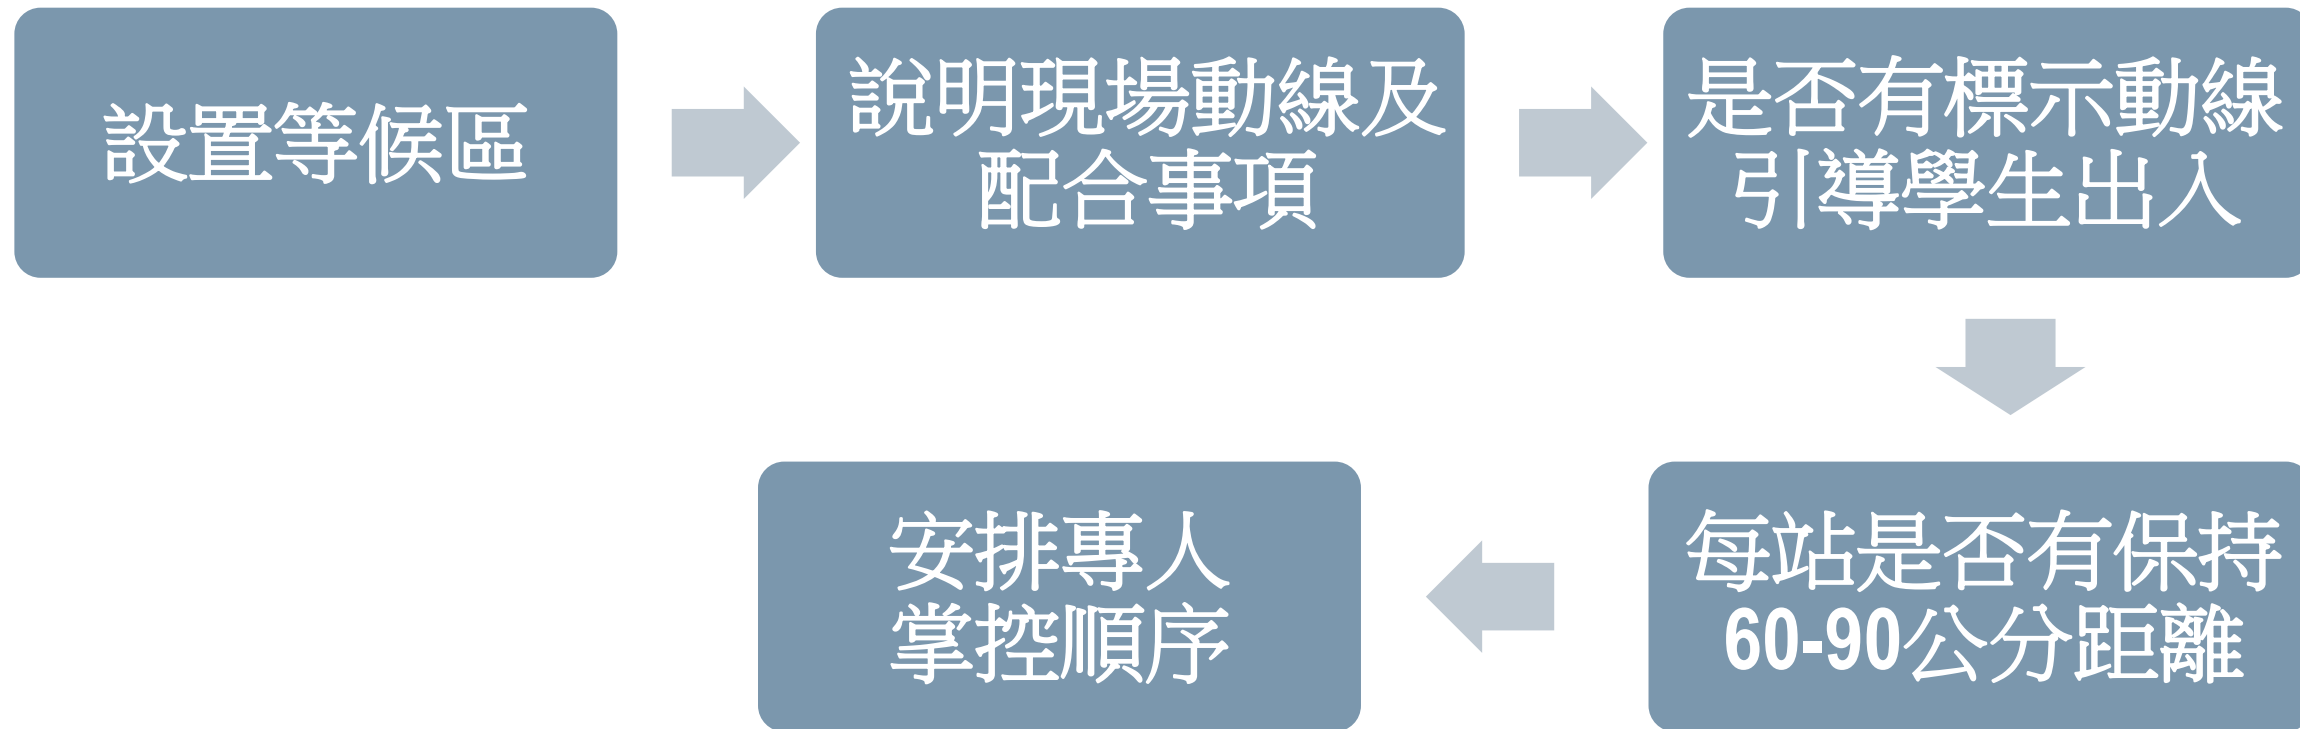 設置等候區
說明現場動線及
配合事項
是否有標示動線
引導學生出入
每站是否有保持
60-90公分距離
安排專人
掌控順序